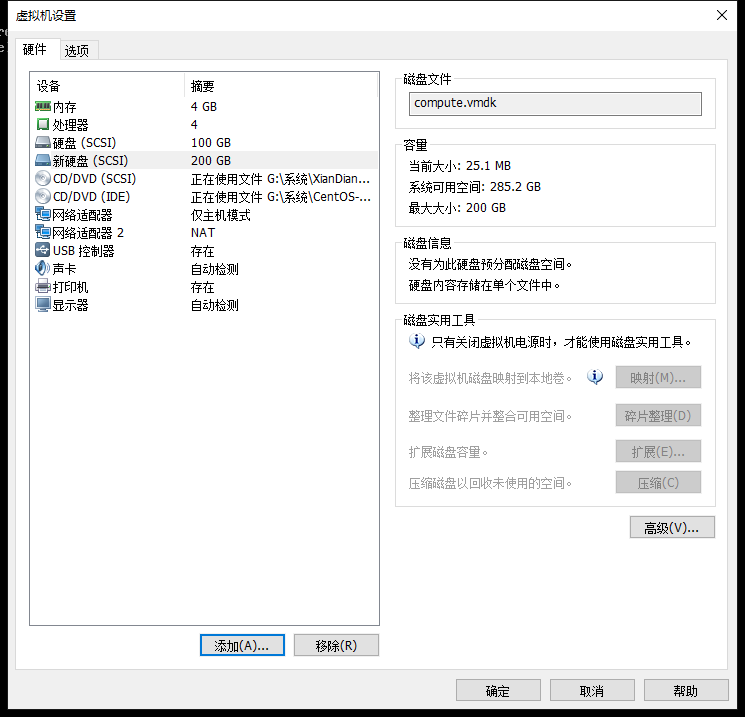 虚拟机设置
硬件 选项
设备 摘要
内存 4 GB
处理器 4
硬盘 (SCSI) 100 GB
新硬盘 (SCSI) 200 GB
CD/DVD (SCSI) 正在使用文件 G:\系统\XianDian...
CD/DVD (IDE) 正在使用文件 G:\系统\CentOS-...
网络适配器 仅主机模式
网络适配器 2 NAT
USB 控制器 存在
声卡 自动检测
打印机 存在
显示器 自动检测
添加(A)... 移除(R)
磁盘文件
compute.vmdk
容量
当前大小: 25.1 MB
系统可用空间: 285.2 GB
最大大小: 200 GB
磁盘信息
没有为此硬盘预分配磁盘空间。
硬盘内容存储在单个文件中。
磁盘实用工具
只有关闭虚拟机电源时，才能使用磁盘实用工具。
将该虚拟机磁盘映射到本地卷。 映射(M)...
整理文件碎片并整合可用空间。 碎片整理(D)
扩展磁盘容量。 扩展(E)...
压缩磁盘以回收未使用的空间。 压缩(C)
高级(V)...
确定 取消 帮助